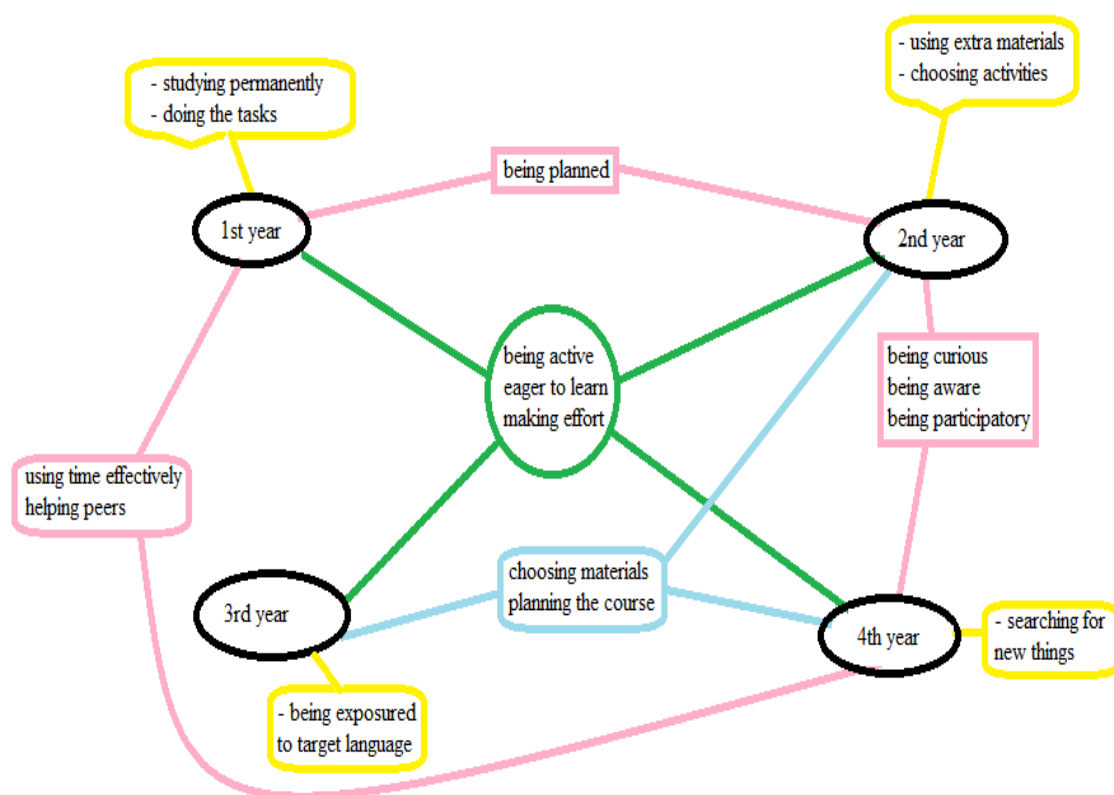 - using extra materials
- choosing activities
- studying permanently
- doing the tasks
being planned
1st year
2nd year
being active
eager to learn
making effort
being curious
being aware
being participatory
using time effectively
helping peers
choosing materials
planning the course
3rd year
4th year
- searching for
new things
- being exposured
to target language